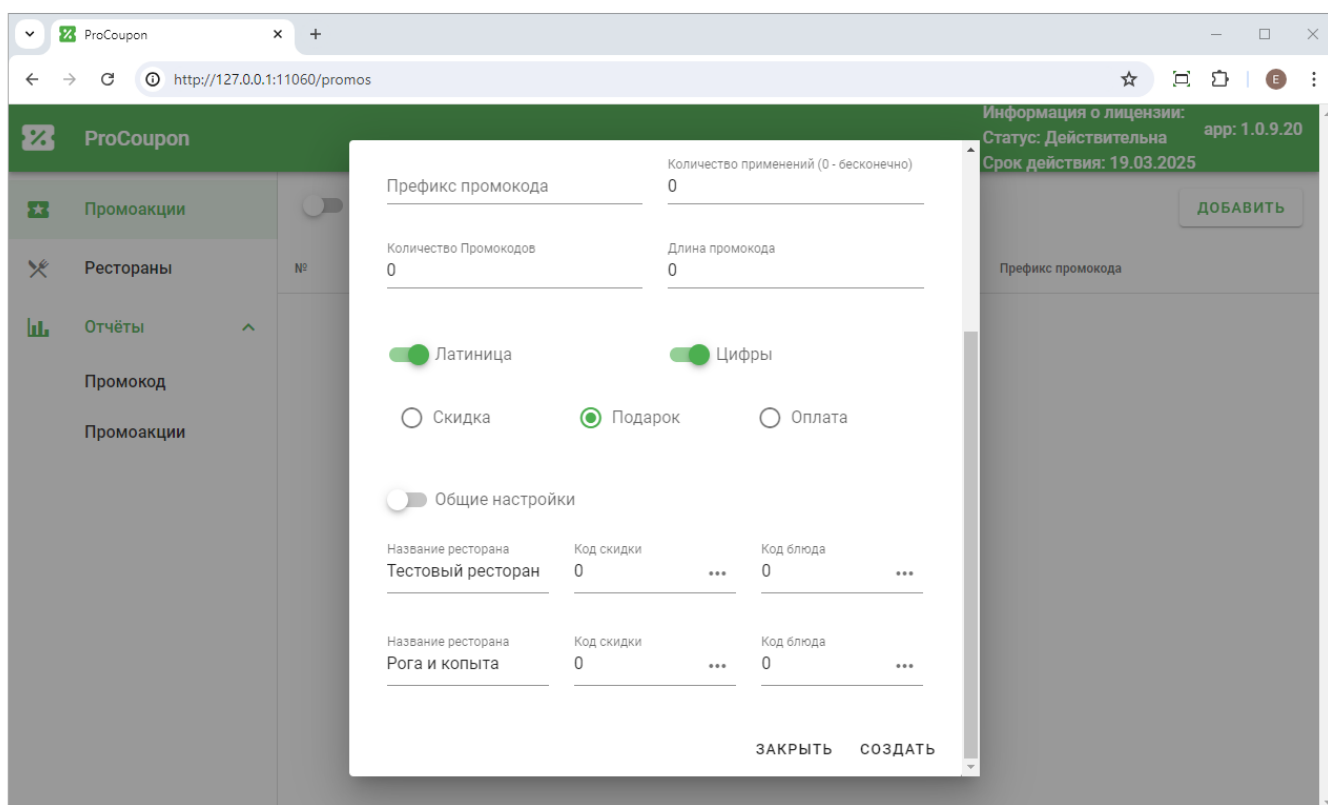 ProCoupon
http://127.0.0.1:11060/promos
E
ProCoupon
Информация о лицензии:
Статус: Действительна
Срок действия: 19.03.2025
app: 1.0.9.20
Промоакции
Рестораны
Отчёты
Промокод
Промоакции
ДОБАВИТЬ
№
Префикс промокода
Префикс промокода
Количество применений (0 - бесконечно)
0
Количество Промокодов
0
Длина промокода
0
Латиница
Цифры
Скидка
Подарок
Оплата
Общие настройки
Название ресторана
Код скидки
Код блюда
Тестовый ресторан
0
0
Название ресторана
Код скидки
Код блюда
Рога и копыта
0
0
ЗАКРЫТЬ
СОЗДАТЬ